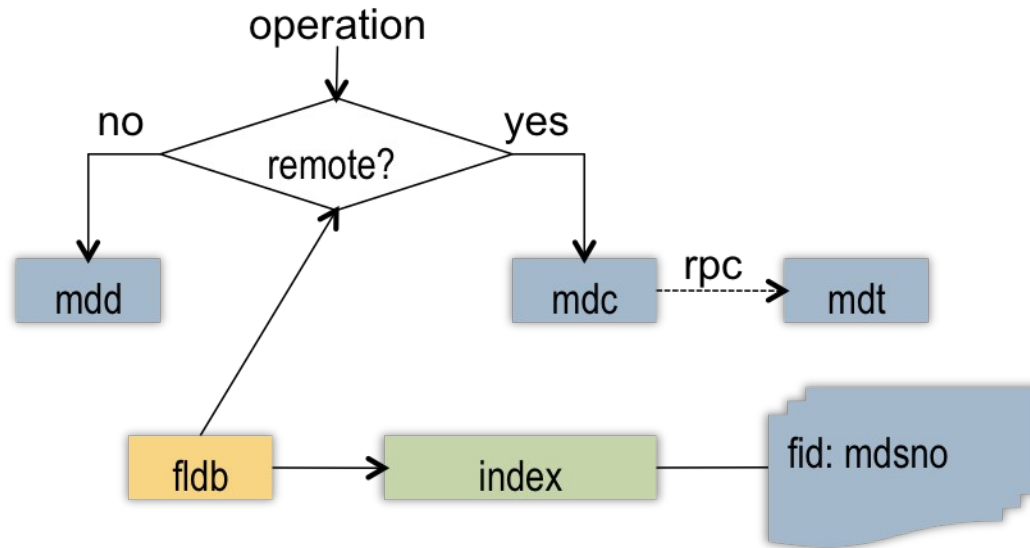 operation
no
yes
remote?
mdd
mdc
rpc
mdt
fldb
index
fid: mdsno